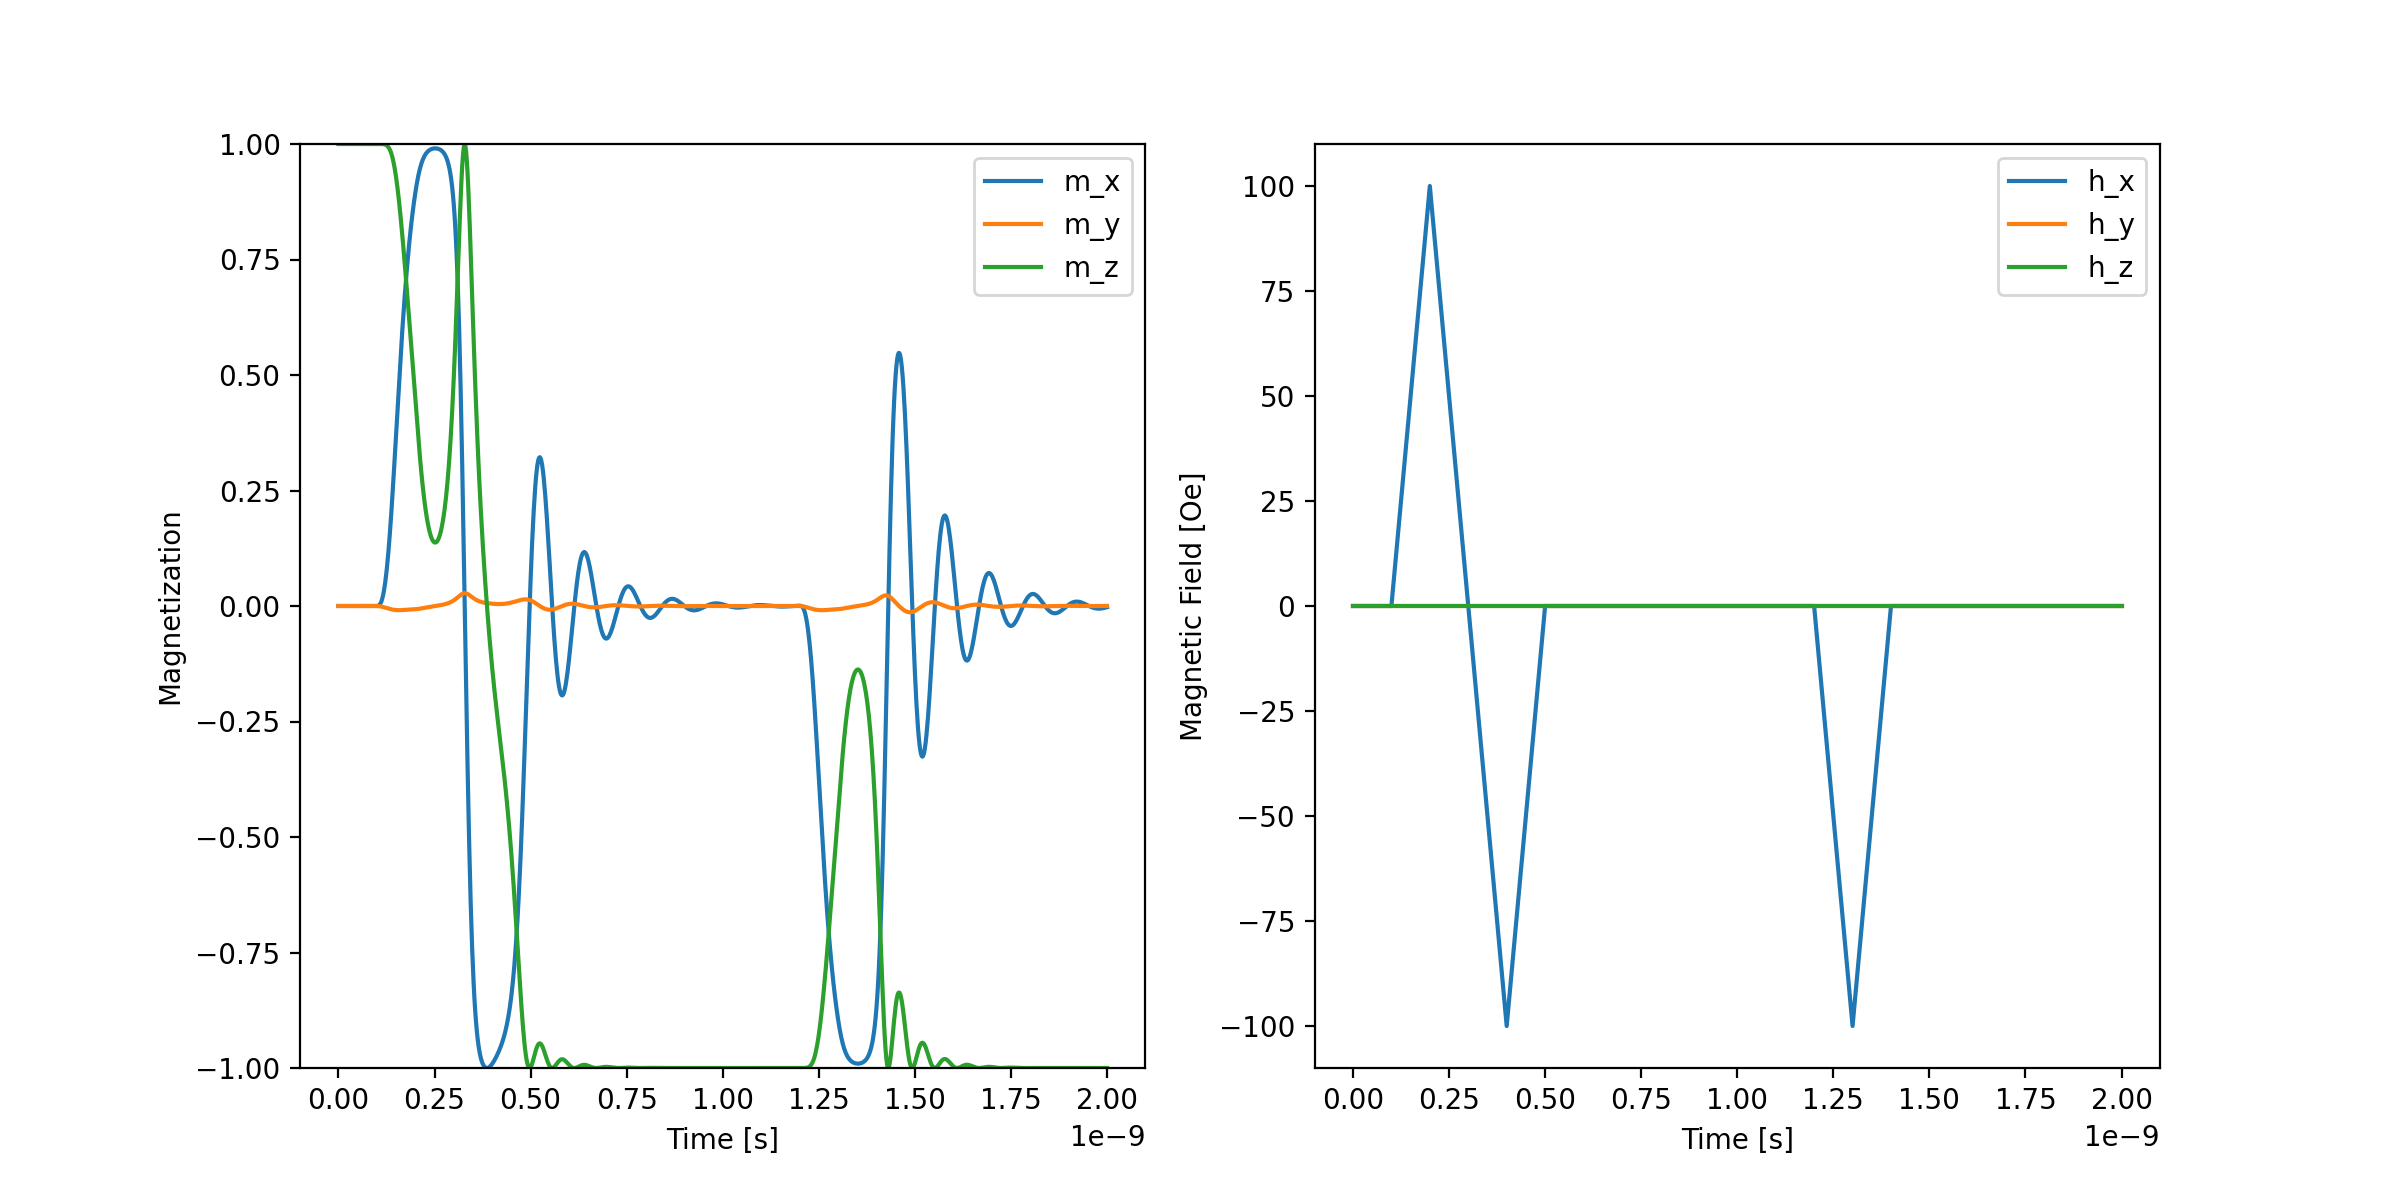 Magnetization
1.00
0.75
0.50
0.25
0.00
−0.25
−0.50
−0.75
−1.00
m_x
m_y
m_z
0.00 0.25 0.50 0.75 1.00 1.25 1.50 1.75 2.00
Time [s]
1e−9
Magnetic Field [Oe]
100
75
50
25
0
−25
−50
−75
−100
h_x
h_y
h_z
0.00 0.25 0.50 0.75 1.00 1.25 1.50 1.75 2.00
Time [s]
1e−9